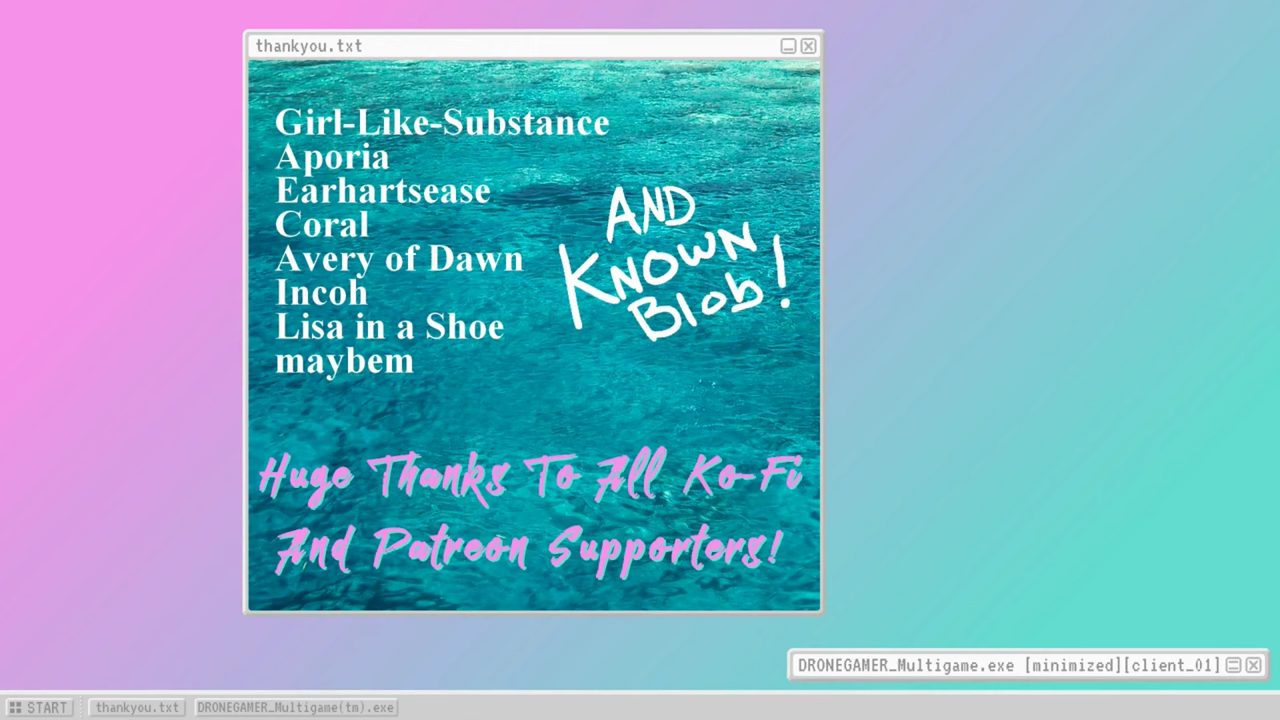 thankyou.txt
Girl-Like-Substance
Aporia
Earhartsease
Coral
Avery of Dawn
Incoh
Lisa in a Shoe
maybem
AND
KNOWN
Blob!
Huge Thanks To All Ko-Fi
And Patreon Supporters!
DRONEGAMER_Multigame.exe [minimized][client_01]
START
thankyou.txt
DRONEGAMER_Multigame(tm).exe